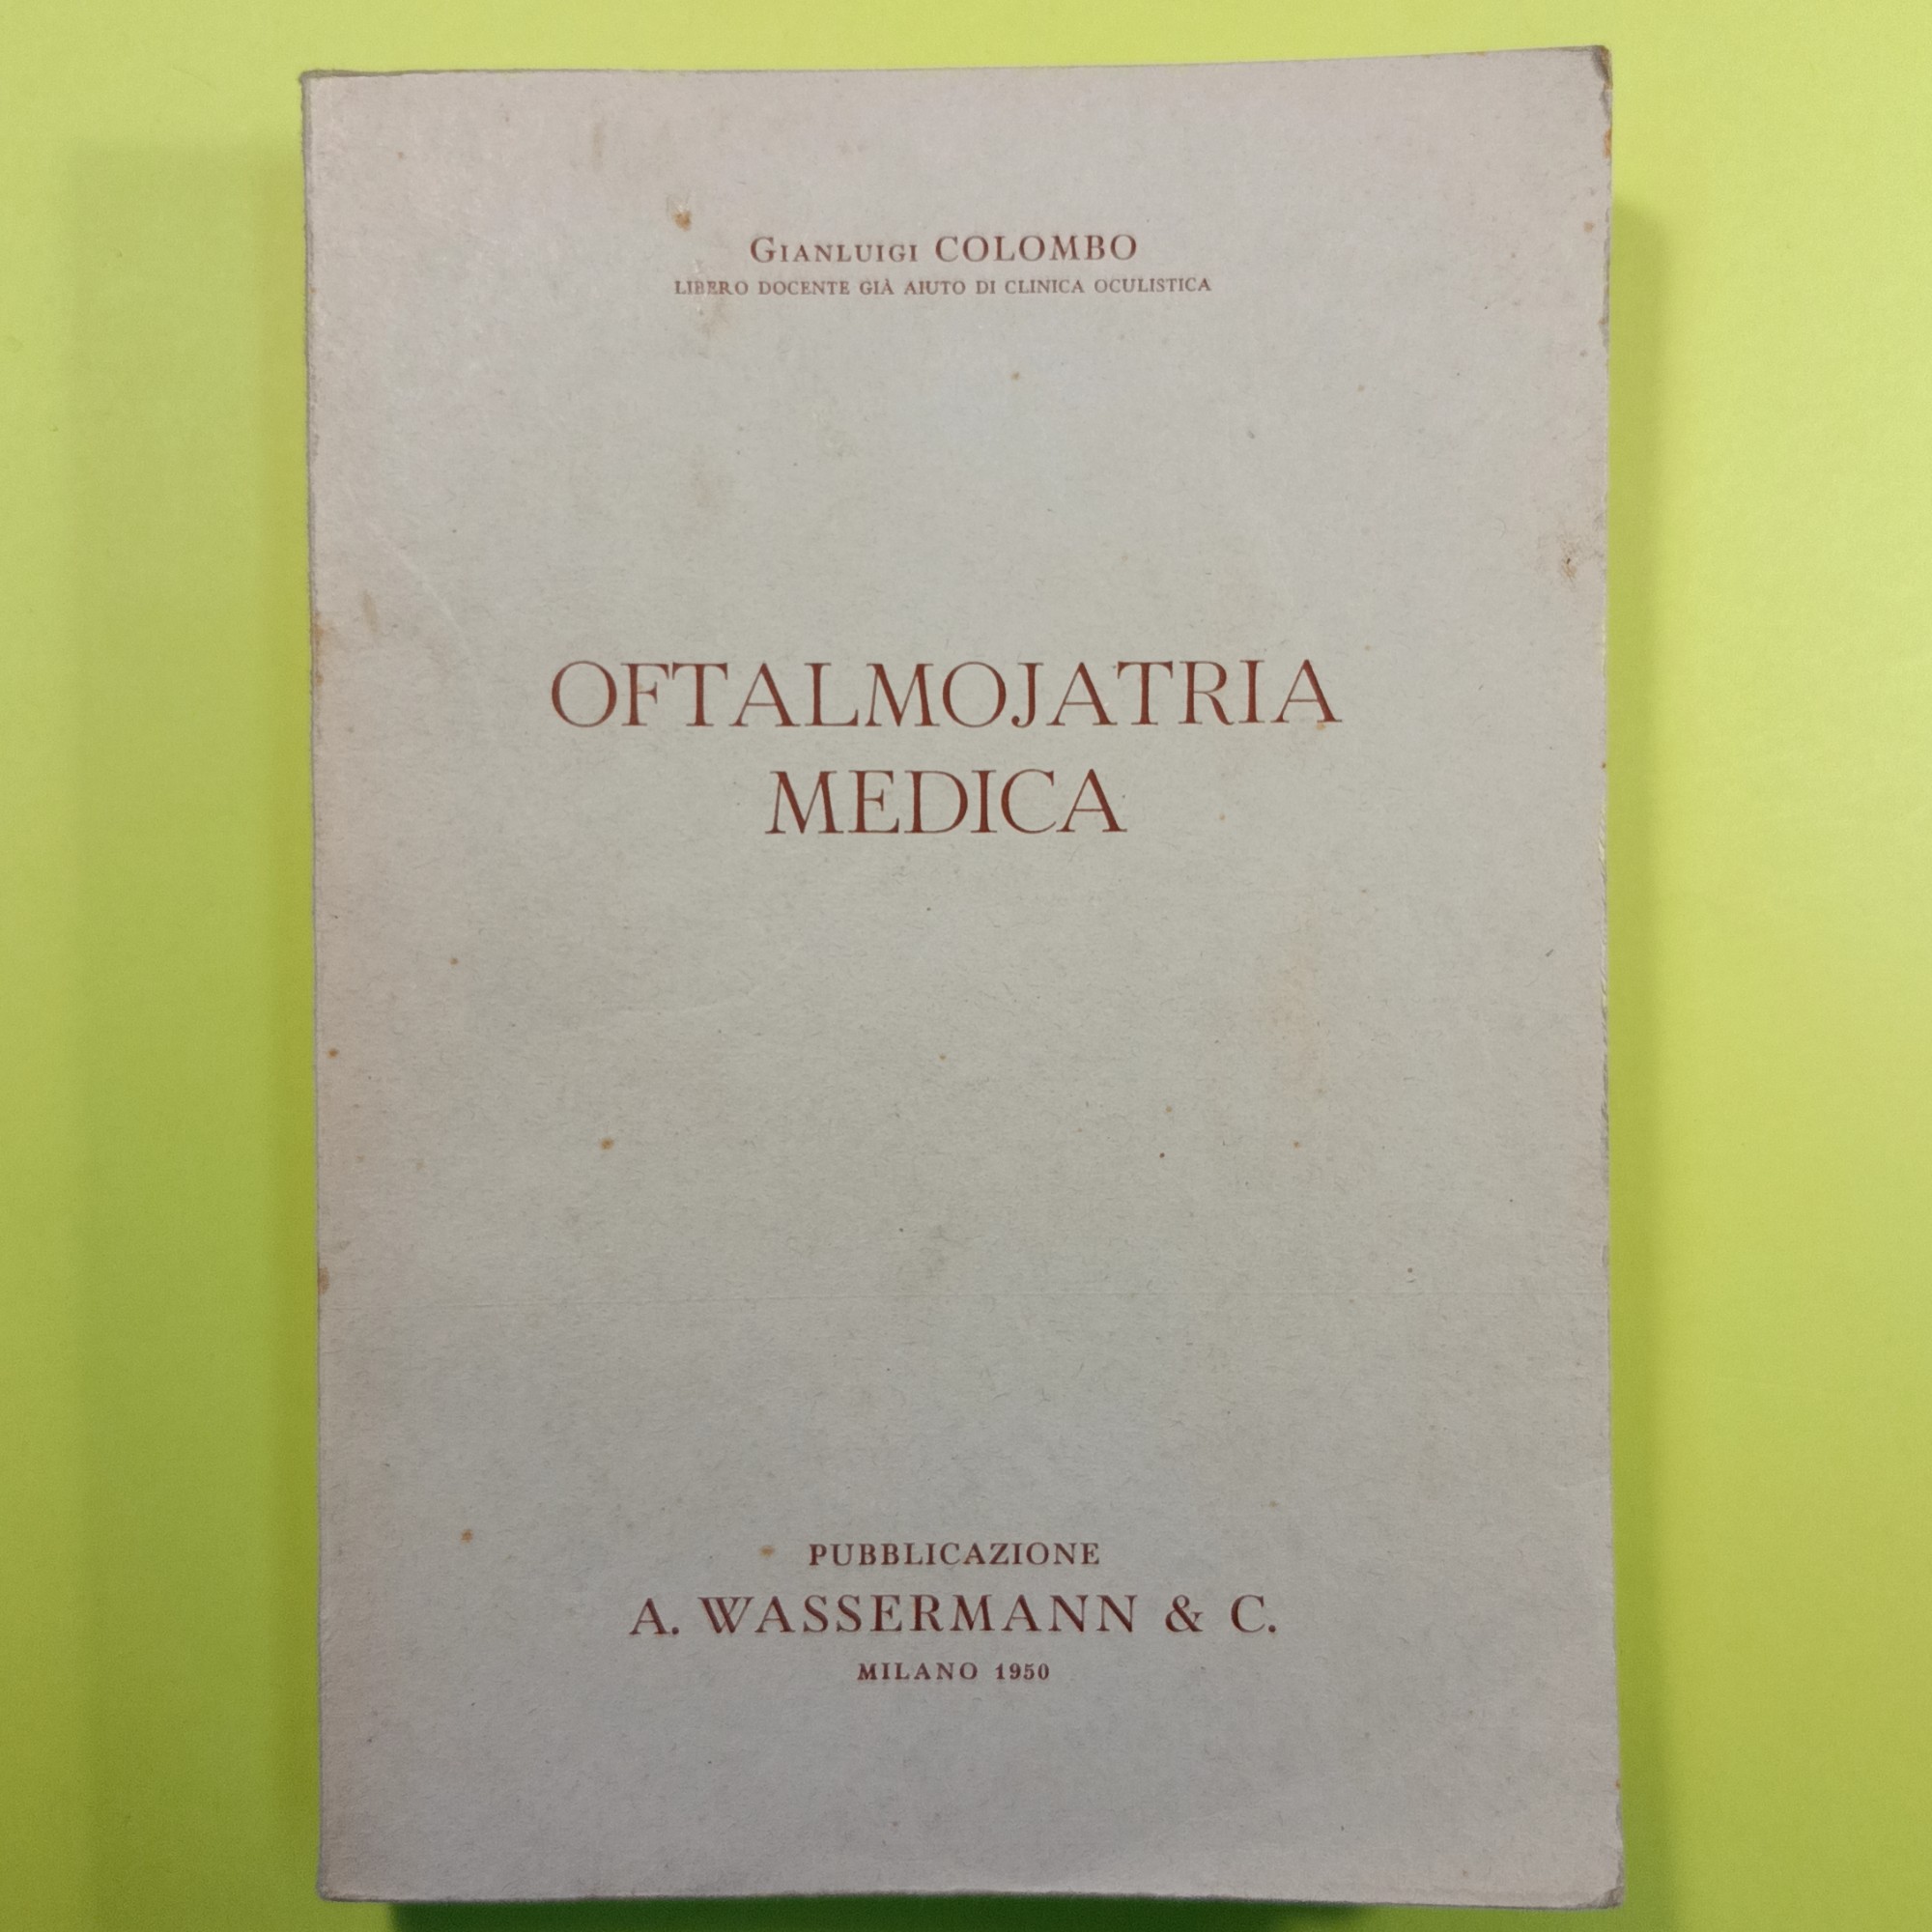 Gianluigi COLOMBO
LIBERO DOCENTE GIÀ AIUTO DI CLINICA OCULISTICA
OFTALMOJATRIA
MEDICA
PUBBLICAZIONE
A. WASSERMANN & C.
MILANO 1950